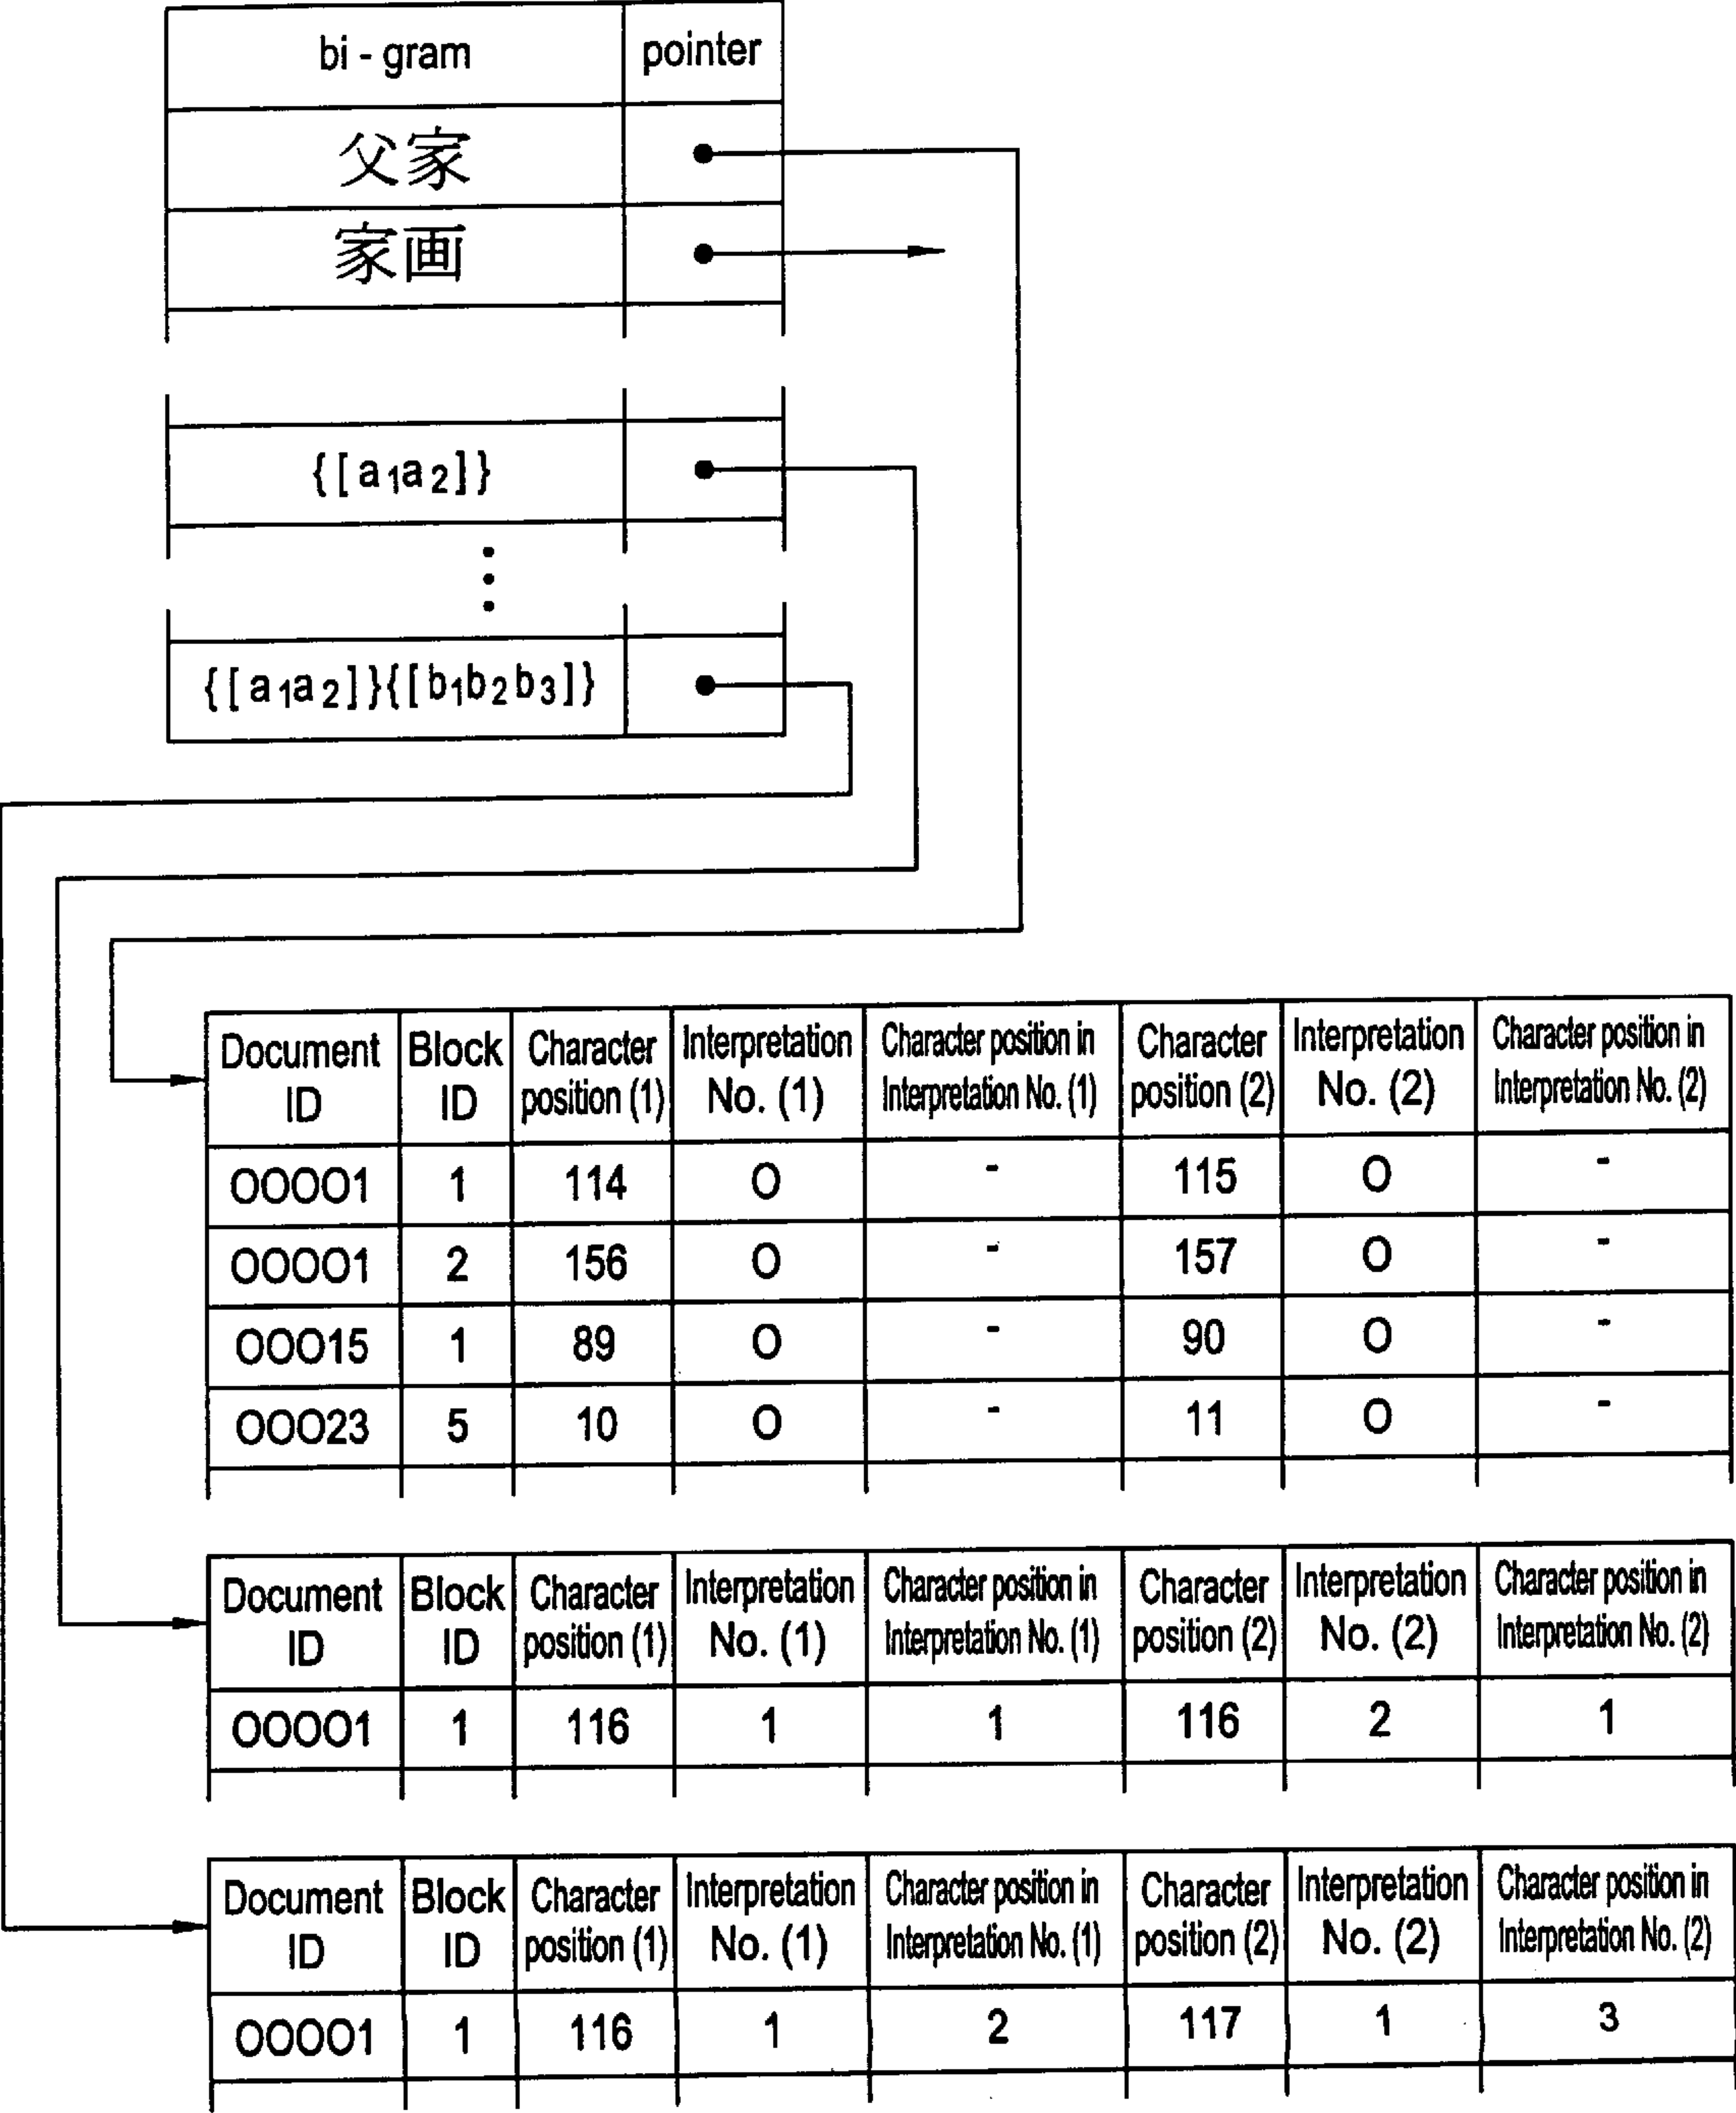 bi - gram pointer
父家
家画
{[a1a2]}
{[a1a2]}{[b1b2b3]}
Document ID Block ID Character position (1) Interpretation No. (1) Character position in Interpretation No. (1) Character position (2) Interpretation No. (2) Character position in Interpretation No. (2)
00001 1 114 0 - 115 0 -
00001 2 156 0 - 157 0 -
00015 1 89 0 - 90 0 -
00023 5 10 0 - 11 0 -
Document ID Block ID Character position (1) Interpretation No. (1) Character position in Interpretation No. (1) Character position (2) Interpretation No. (2) Character position in Interpretation No. (2)
00001 1 116 1 1 116 2 1
Document ID Block ID Character position (1) Interpretation No. (1) Character position in Interpretation No. (1) Character position (2) Interpretation No. (2) Character position in Interpretation No. (2)
00001 1 116 1 2 117 1 3